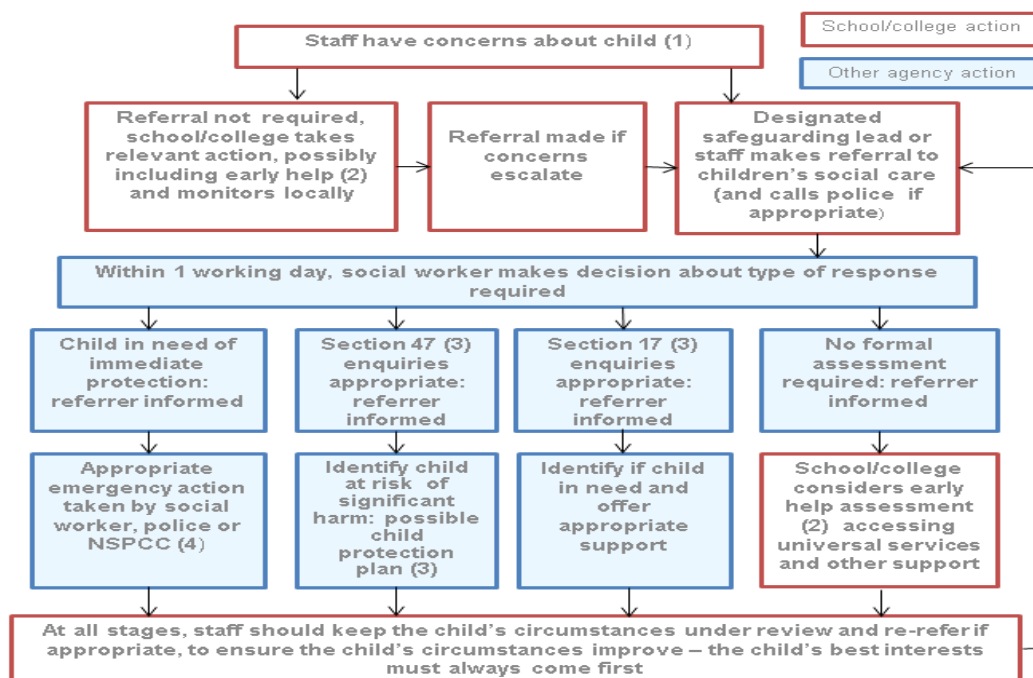 Staff have concerns about child (1)
School/college action
Other agency action
Referral not required,
school/college takes
relevant action, possibly
including early help (2)
and monitors locally
Referral made if
concerns
escalate
Designated
safeguarding lead or
staff makes referral to
children's social care
(and calls police if
appropriate)
Within 1 working day, social worker makes decision about type of response
required
Child in need of
immediate
protection:
referrer informed
Section 47 (3)
enquiries
appropriate:
referrer
informed
Section 17 (3)
enquiries
appropriate:
referrer
informed
No formal
assessment
required: referrer
informed
Appropriate
emergency action
taken by social
worker, police or
NSPCC (4)
Identify child
at risk of
significant
harm: possible
child
protection
plan (3)
Identify if child
in need and
offer
appropriate
support
School/college
considers early
help assessment
(2) accessing
universal services
and other support
At all stages, staff should keep the child's circumstances under review and re-refer if
appropriate, to ensure the child's circumstances improve – the child's best interests
must always come first